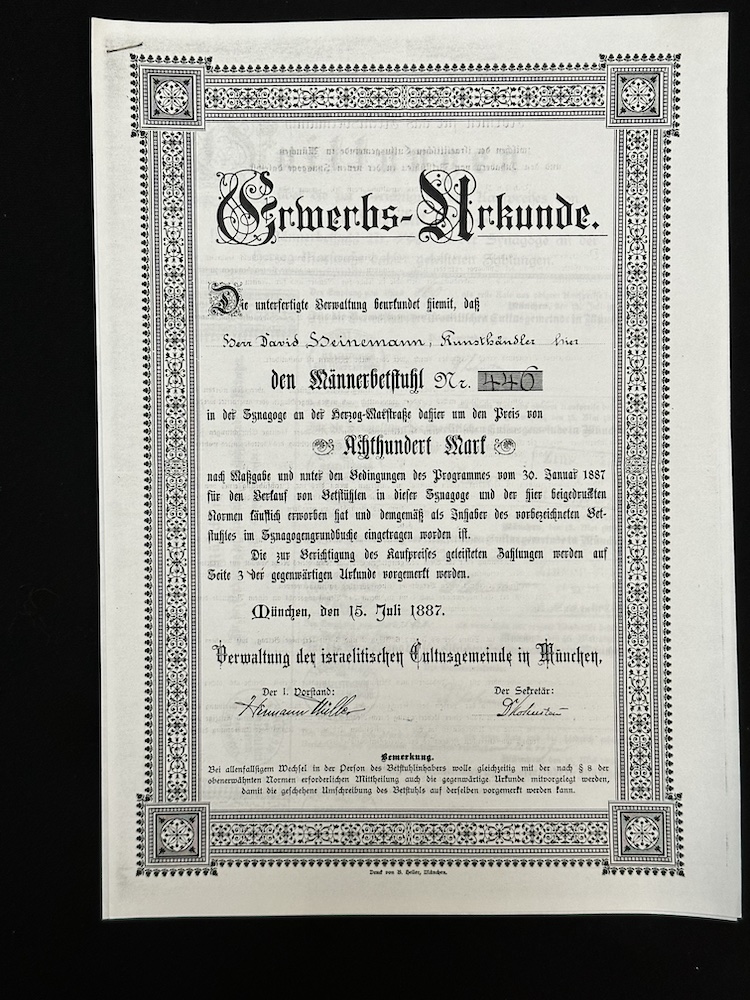 Erwerbs-Urkunde.
Die unterfertigte Verwaltung beurkundet hiemit, daß
Herr David Heinemann, Kunsthändler hier
den Männerbetstuhl Nr. 446
in der Synagoge an der Herzog-Maxstraße dahier um den Preis von
Achthundert Mark
nach Maßgabe und unter den Bedingungen des Programmes vom 30. Januar 1887
für den Verkauf von Betstühlen in dieser Synagoge und der hier beigedruckten
Normen käuflich erworben hat und demgemäß als Inhaber des vorbezeichneten Bet-
stuhles im Synagogengrundbuche eingetragen worden ist.
Die zur Berichtigung des Kaufpreises geleisteten Zahlungen werden auf
Seite 3 der gegenwärtigen Urkunde vorgemerkt werden.
München, den 15. Juli 1887.
Verwaltung der israelitischen Cultusgemeinde in München,
Der I. Vorstand: Der Sekretär:
Hermann
Bemerkung.
Bei allenfallsigem Wechsel in der Person des Betstuhlinhabers wolle gleichzeitig mit der nach § 8 der
obenerwähnten Normen erforderlichen Mittheilung auch die gegenwärtige Urkunde mitvorgelegt werden,
damit die geschehene Umschreibung des Betstuhls auf derselben vorgemerkt werden kann.
Druck von B. Heller, München.